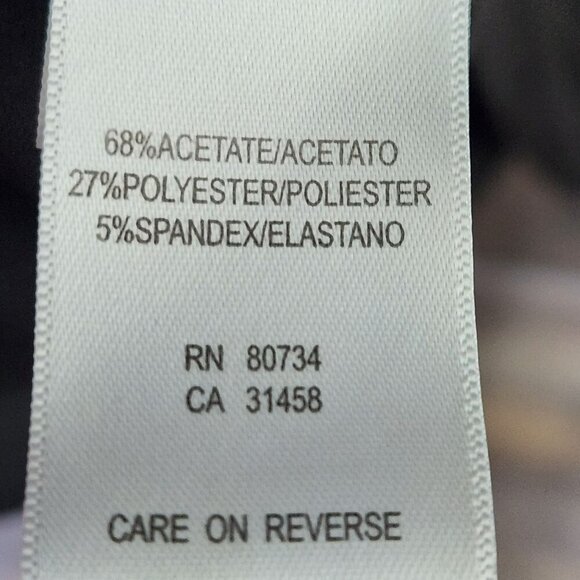 68%ACETATE/ACETATO
27%POLYESTER/POLIESTER
5%SPANDEX/ELASTANO
RN 80734
CA 31458
CARE ON REVERSE